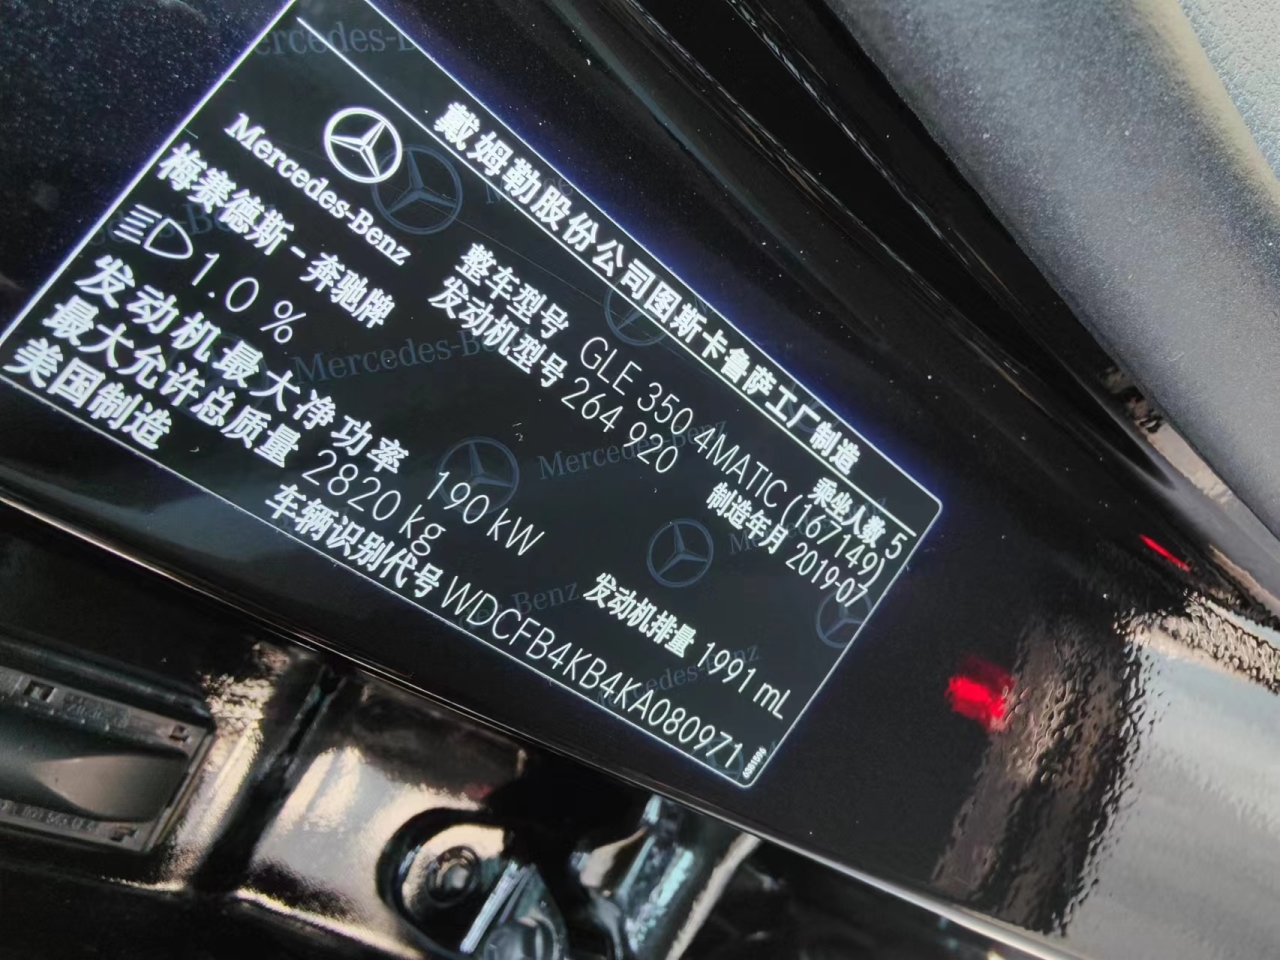 戴姆勒股份公司图斯卡鲁萨工厂制造
Mercedes-Benz
梅赛德斯-奔驰牌
整车型号 GLE 350 4MATIC (167149)
乘坐人数 5
发动机型号 264 920
制造年月 2019-07
1.0 %
发动机最大净功率 190 kW
发动机排量 1991 mL
最大允许总质量 2820 kg
美国制造
车辆识别代号 WDCFB4KB4KA080971